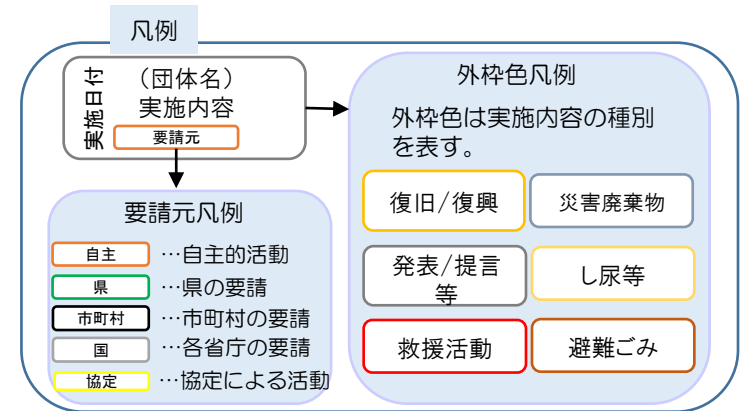 凡例
実施日付
（団体名）
実施内容
要請元
要請元凡例
自主 …自主的活動
県 …県の要請
市町村 …市町村の要請
国 …各省庁の要請
協定 …協定による活動
外枠色凡例
外枠色は実施内容の種別
を表す。
復旧/復興
災害廃棄物
発表/提言
等
し尿等
救援活動
避難ごみ